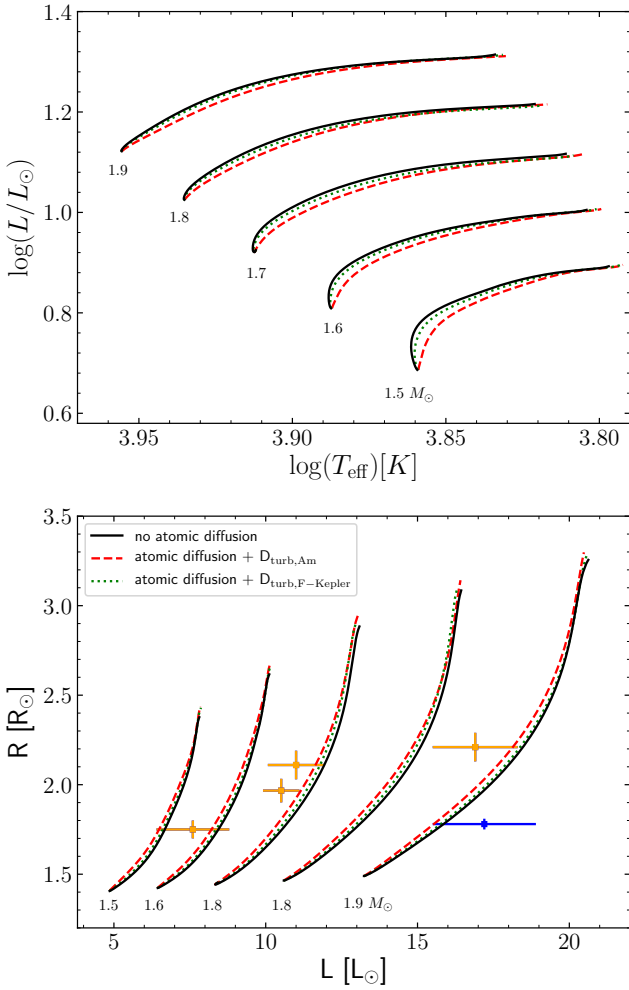 1.4
1.2
1.0
0.8
0.6
log(L/L⊙)
1.9
1.8
1.7
1.6
1.5 M⊙
3.95
3.90
3.85
3.80
log(Teff)[K]
3.5
3.0
2.5
2.0
1.5
R [R⊙]
no atomic diffusion
atomic diffusion + Dturb,Am
atomic diffusion + Dturb,F−Kepler
1.5
1.6
1.8
1.8
1.9 M⊙
5
10
15
20
L [L⊙]